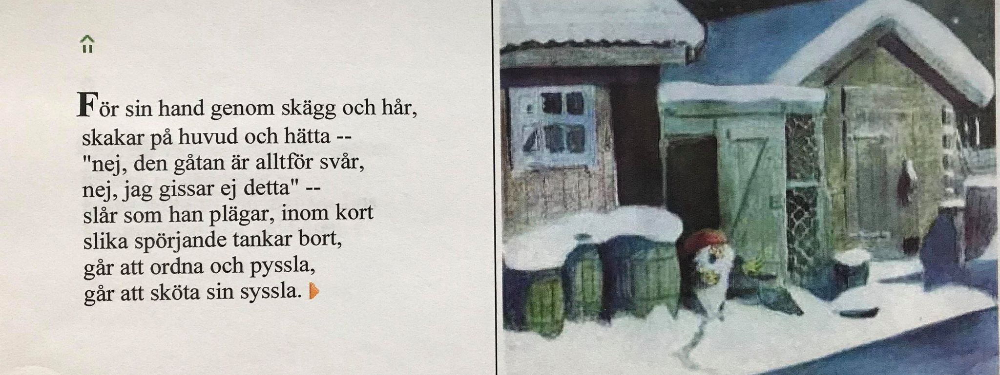 För sin hand genom skägg och hår,
skakar på huvud och hätta --
"nej, den gåtan är alltför svår,
nej, jag gissar ej detta" --
slår som han plägar, inom kort
slika spörjande tankar bort,
går att ordna och pyssla,
går att sköta sin syssla.